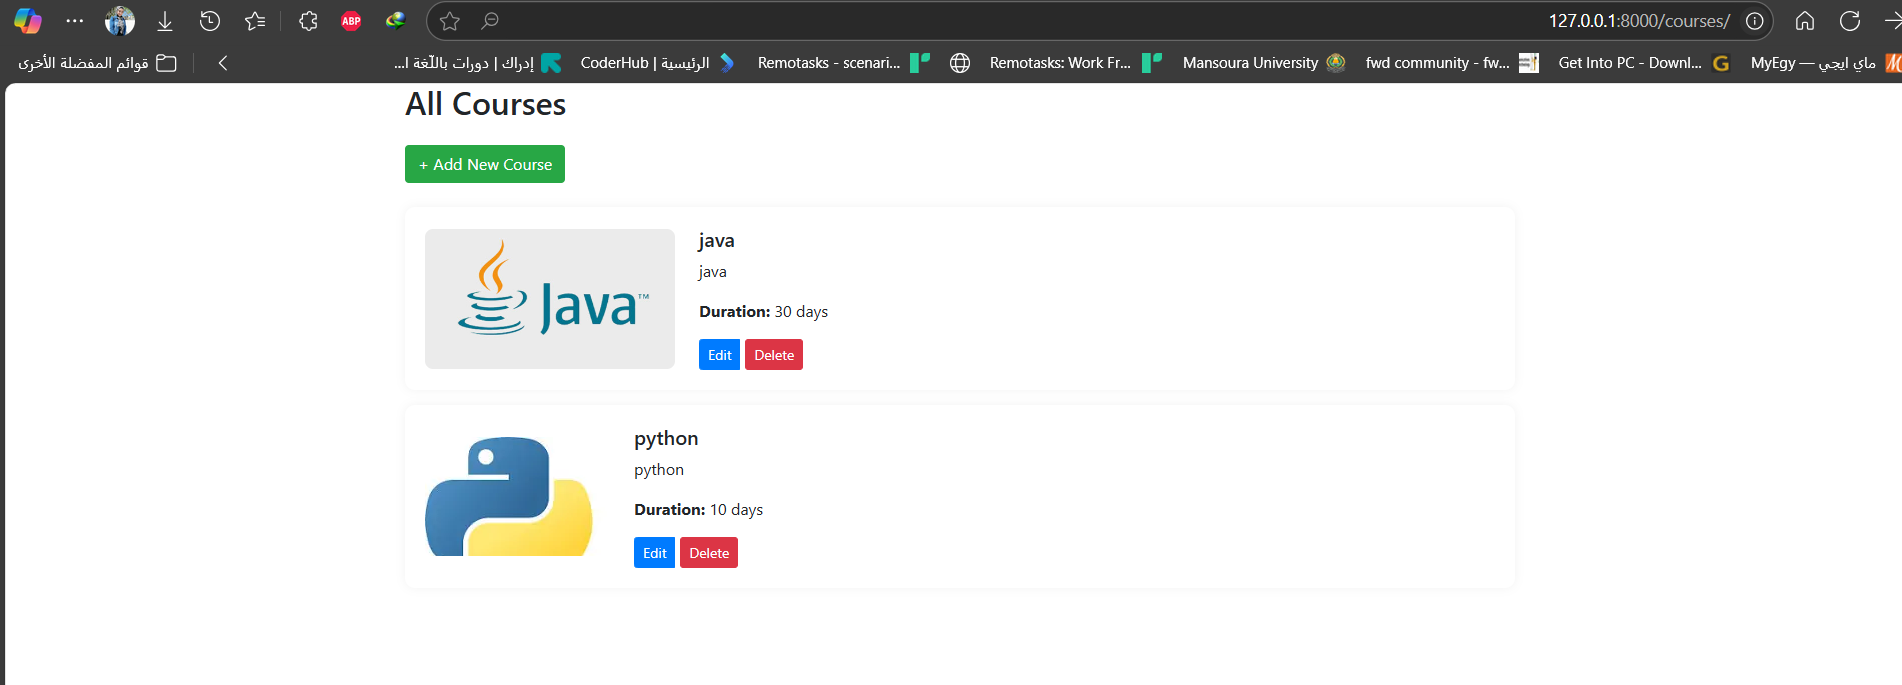 127.0.0.1:8000/courses/
ABP
قوائم المفضلة الأخرى
إدراك | دورات باللّغة ا...
CoderHub | الرئيسية
Remotasks - scenari...
Remotasks: Work Fr...
Mansoura University
fwd community - fw...
Get Into PC - Downl...
MyEgy — ماي ايجي
All Courses
+ Add New Course
Java™
java
java
Duration: 30 days
Edit Delete
python
python
Duration: 10 days
Edit Delete